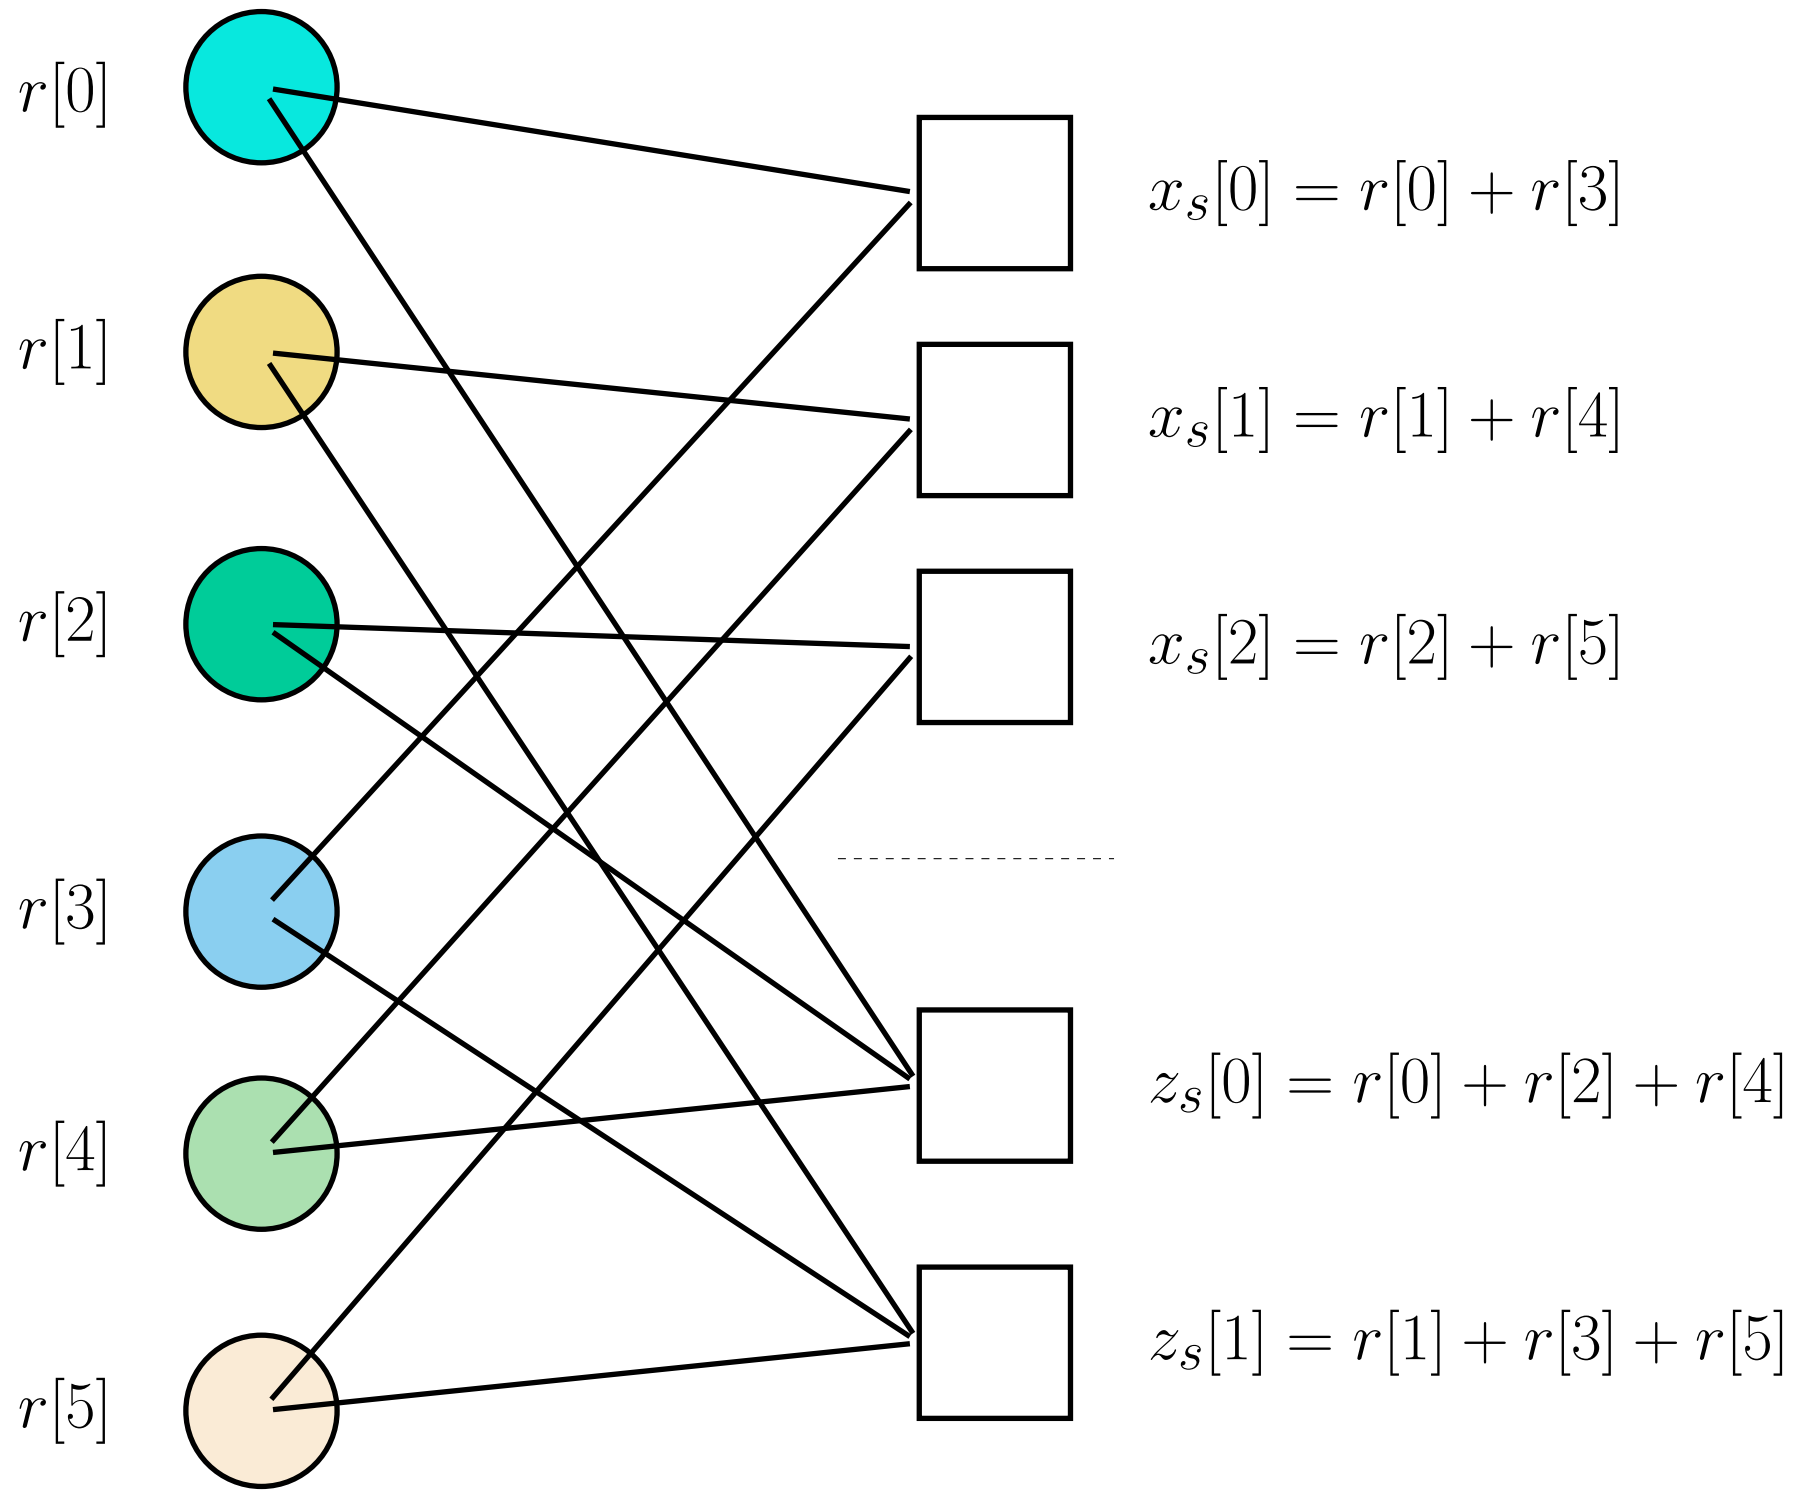 r[0]
x_s[0] = r[0] + r[3]
r[1]
x_s[1] = r[1] + r[4]
r[2]
x_s[2] = r[2] + r[5]
r[3]
z_s[0] = r[0] + r[2] + r[4]
r[4]
z_s[1] = r[1] + r[3] + r[5]
r[5]